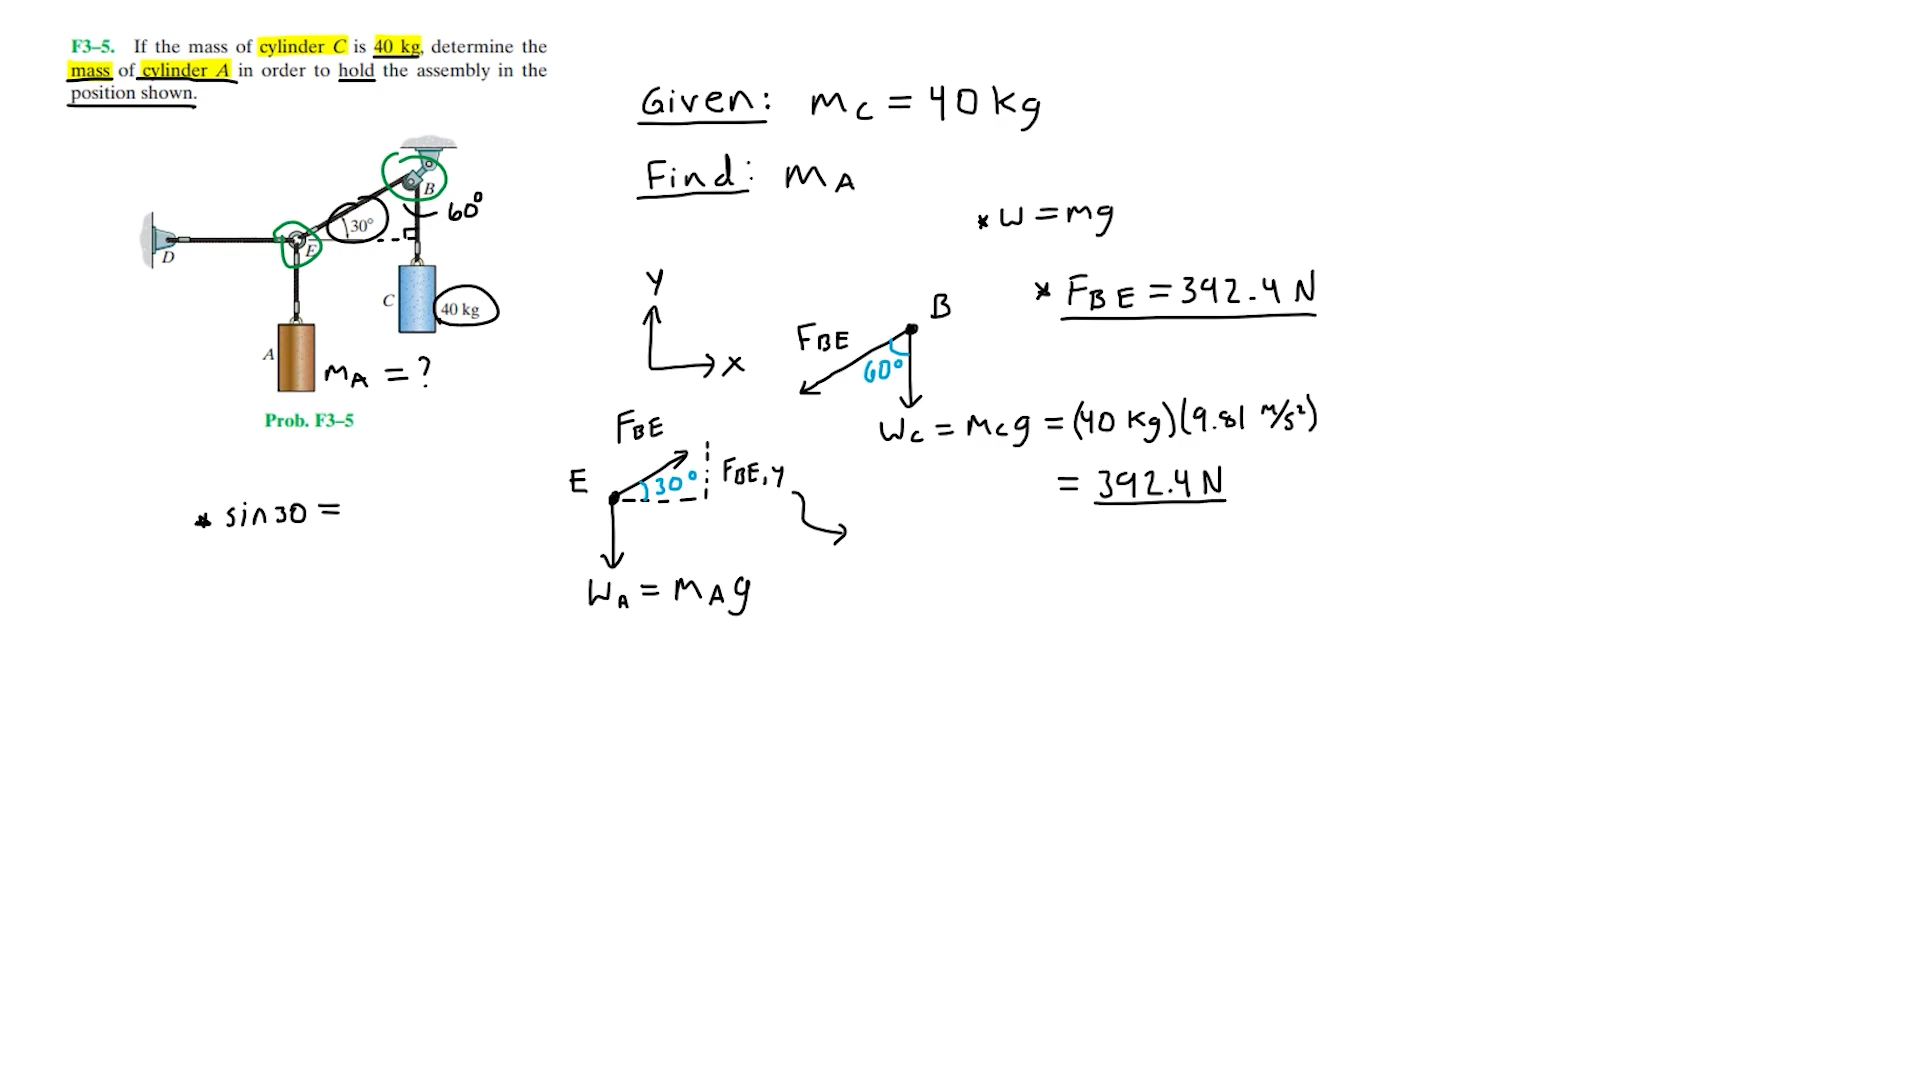 F3–5. If the mass of cylinder C is 40 kg, determine the
mass of cylinder A in order to hold the assembly in the
position shown.
Given: mC = 40 kg
Find: mA
* W = mg
* FBE = 392.4 N
B
30°
60°
E
D
C
40 kg
A
mA = ?
Prob. F3–5
Y
X
B
FBE
60°
WC = mCg = (40 kg)(9.81 m/s²)
= 392.4 N
FBE
E
30°
FBE,Y
WA = mAg
* sin30 =